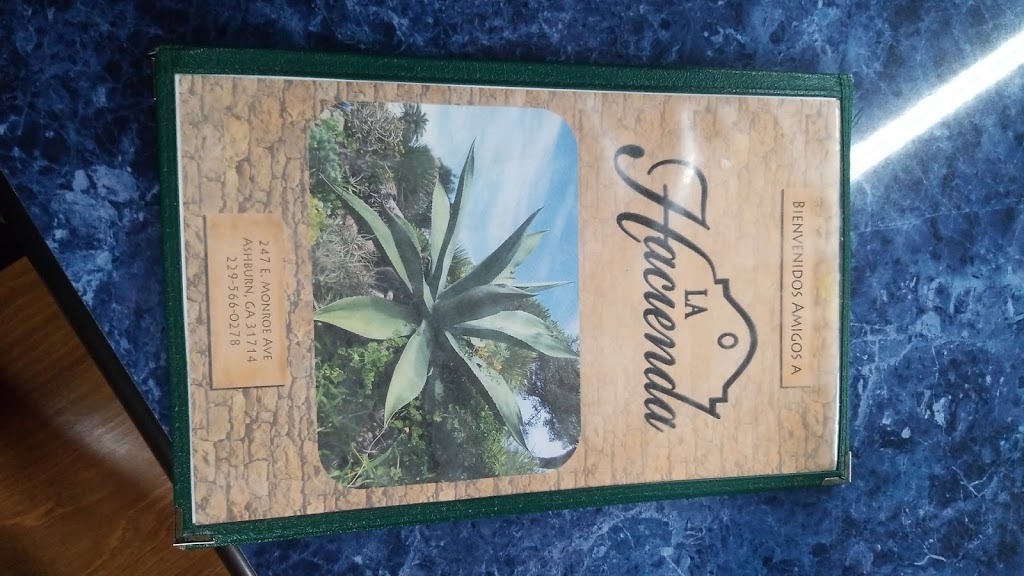 BIENVENIDOS AMIGOS A
LA
Hacienda
247 E. MONROE AVE
ASHBURN, GA 31714
229-566-0278